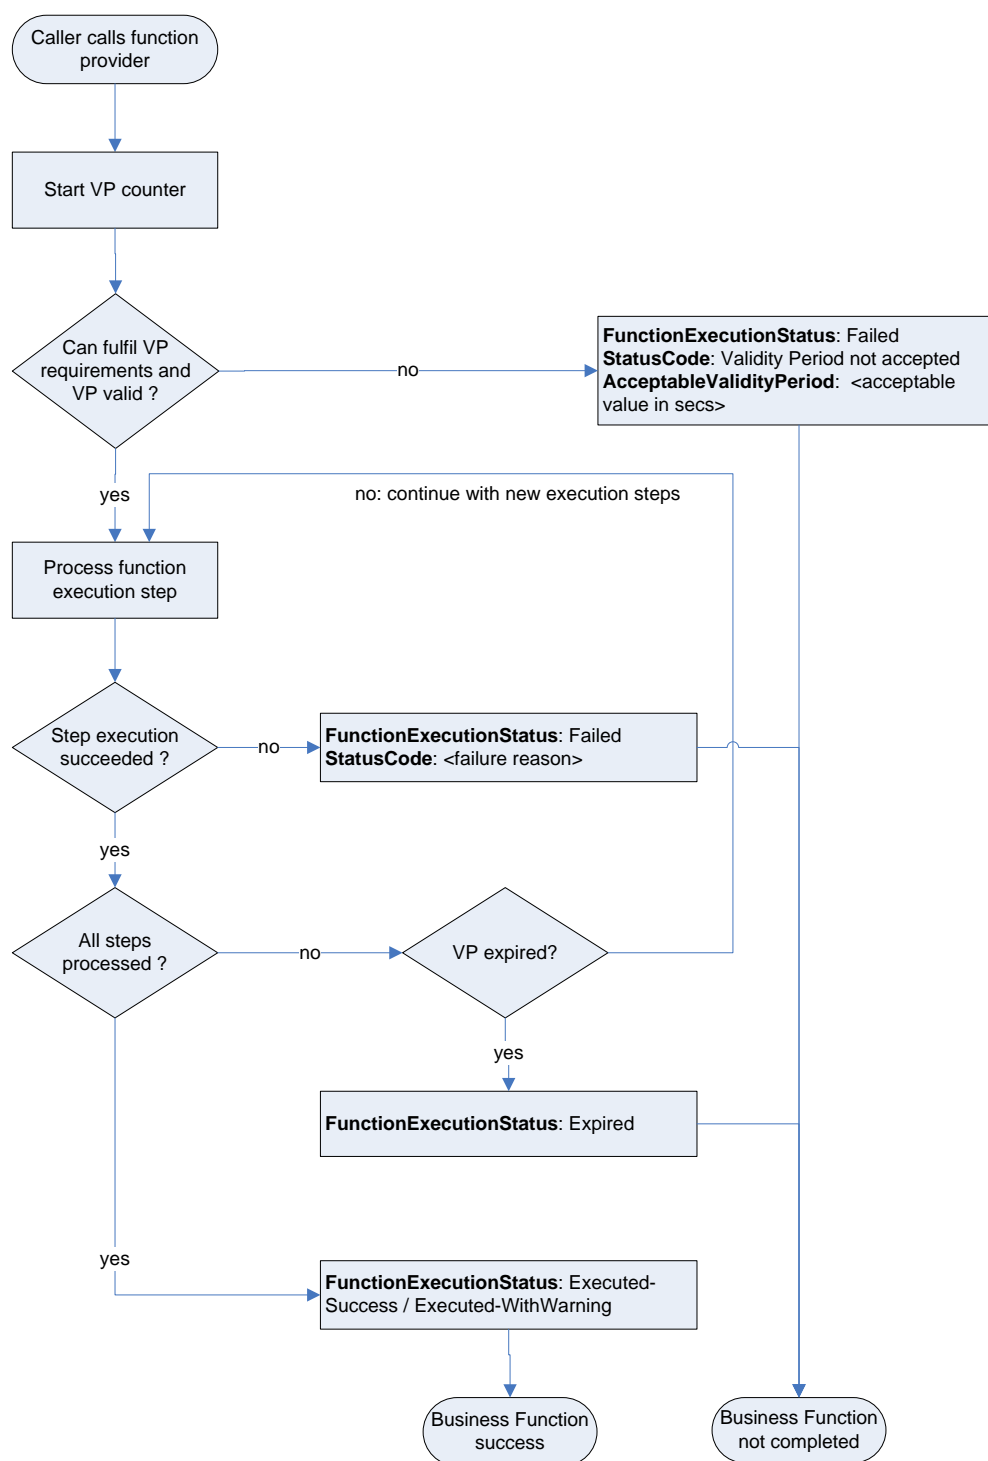 Caller calls function
provider
Start VP counter
Can fulfil VP
requirements and
VP valid ?
no
FunctionExecutionStatus: Failed
StatusCode: Validity Period not accepted
AcceptableValidityPeriod:  <acceptable
value in secs>
yes
no: continue with new execution steps
Process function
execution step
Step execution
succeeded ?
no
FunctionExecutionStatus: Failed
StatusCode: <failure reason>
yes
All steps
processed ?
no
VP expired?
yes
FunctionExecutionStatus: Expired
yes
FunctionExecutionStatus: Executed-
Success / Executed-WithWarning
Business Function
success
Business Function
not completed